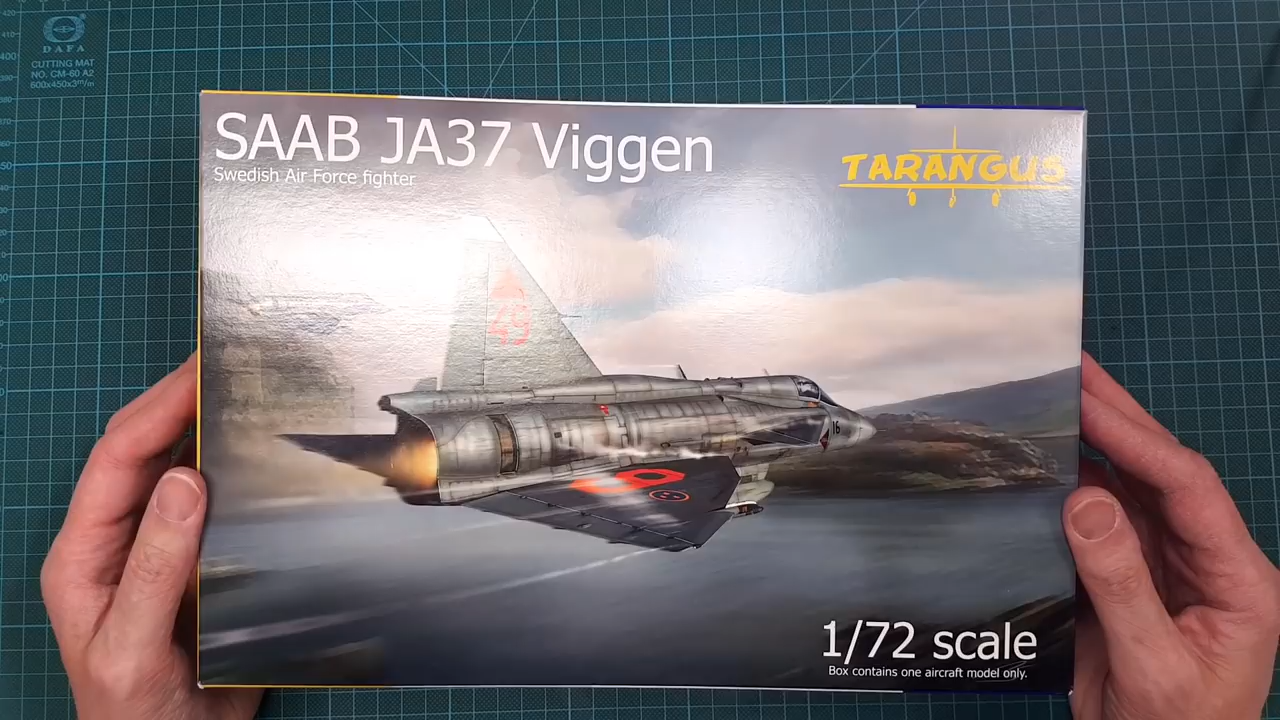 DAFA
CUTTING MAT
NO. CM-60 A2
600x450x3m/m
SAAB JA37 Viggen
Swedish Air Force fighter
TARANGUS
49
16
1/72 scale
Box contains one aircraft model only.